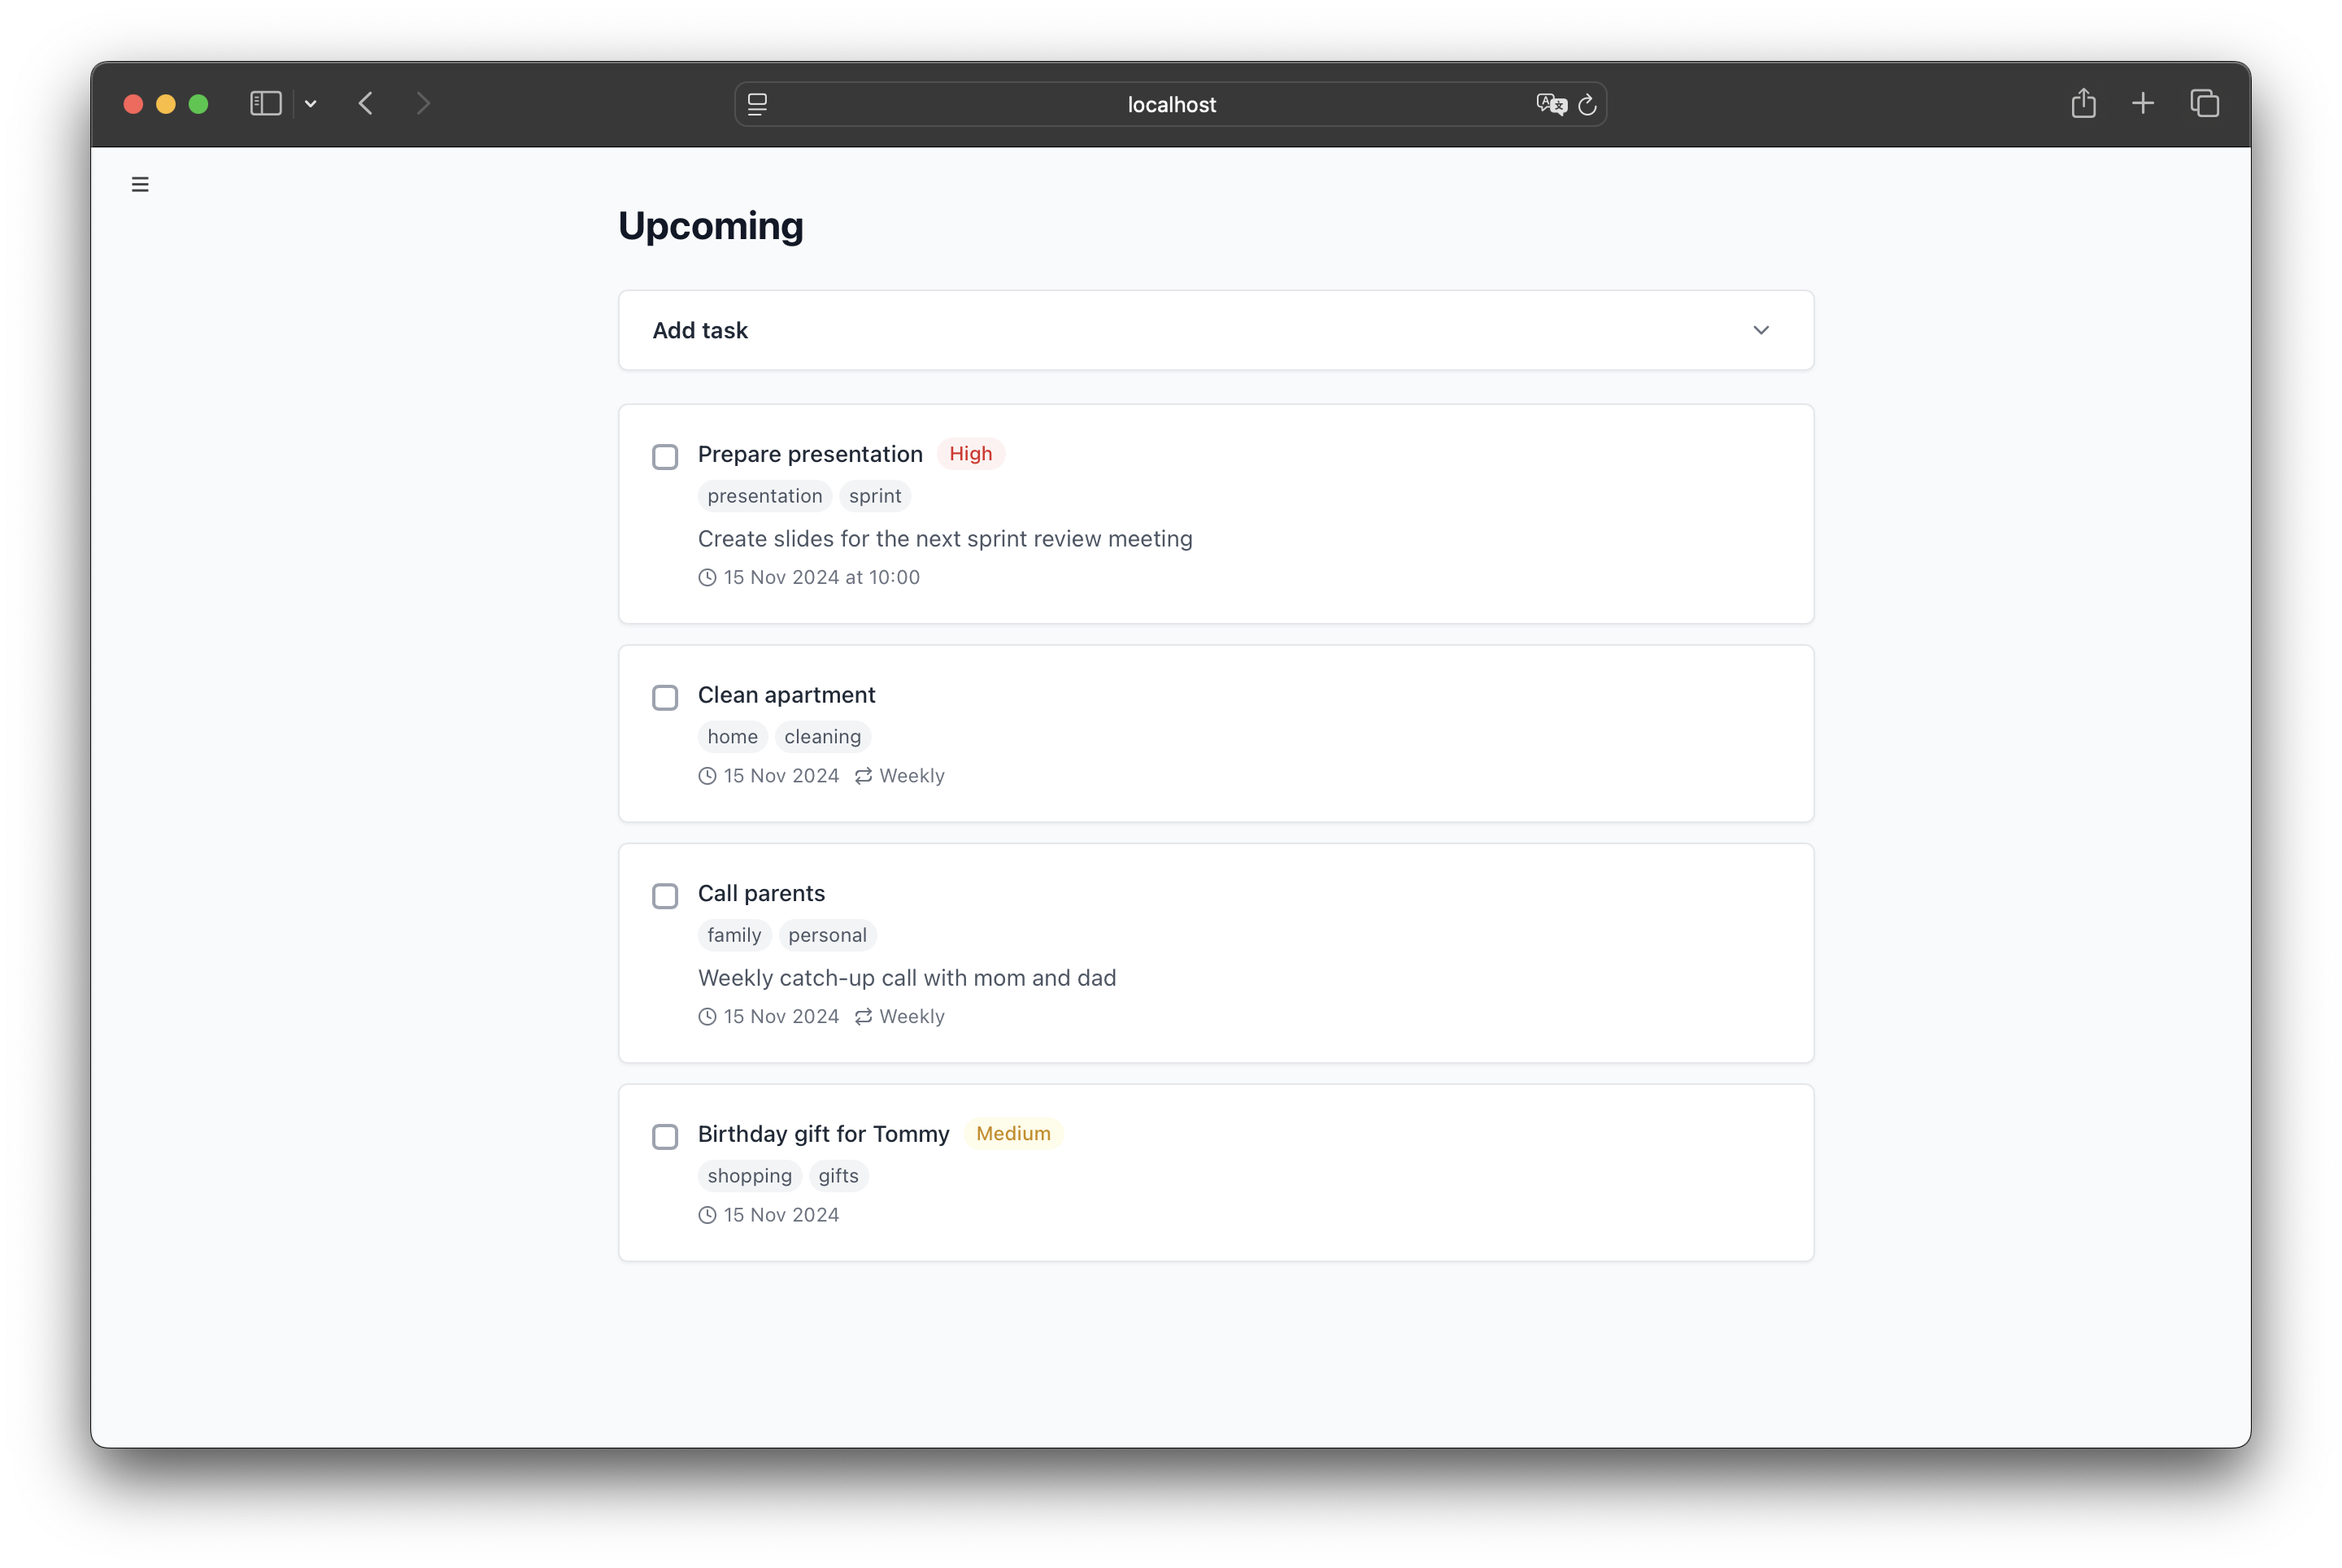 localhost
Upcoming
Add task
Prepare presentation High
presentation sprint
Create slides for the next sprint review meeting
15 Nov 2024 at 10:00
Clean apartment
home cleaning
15 Nov 2024 Weekly
Call parents
family personal
Weekly catch-up call with mom and dad
15 Nov 2024 Weekly
Birthday gift for Tommy Medium
shopping gifts
15 Nov 2024